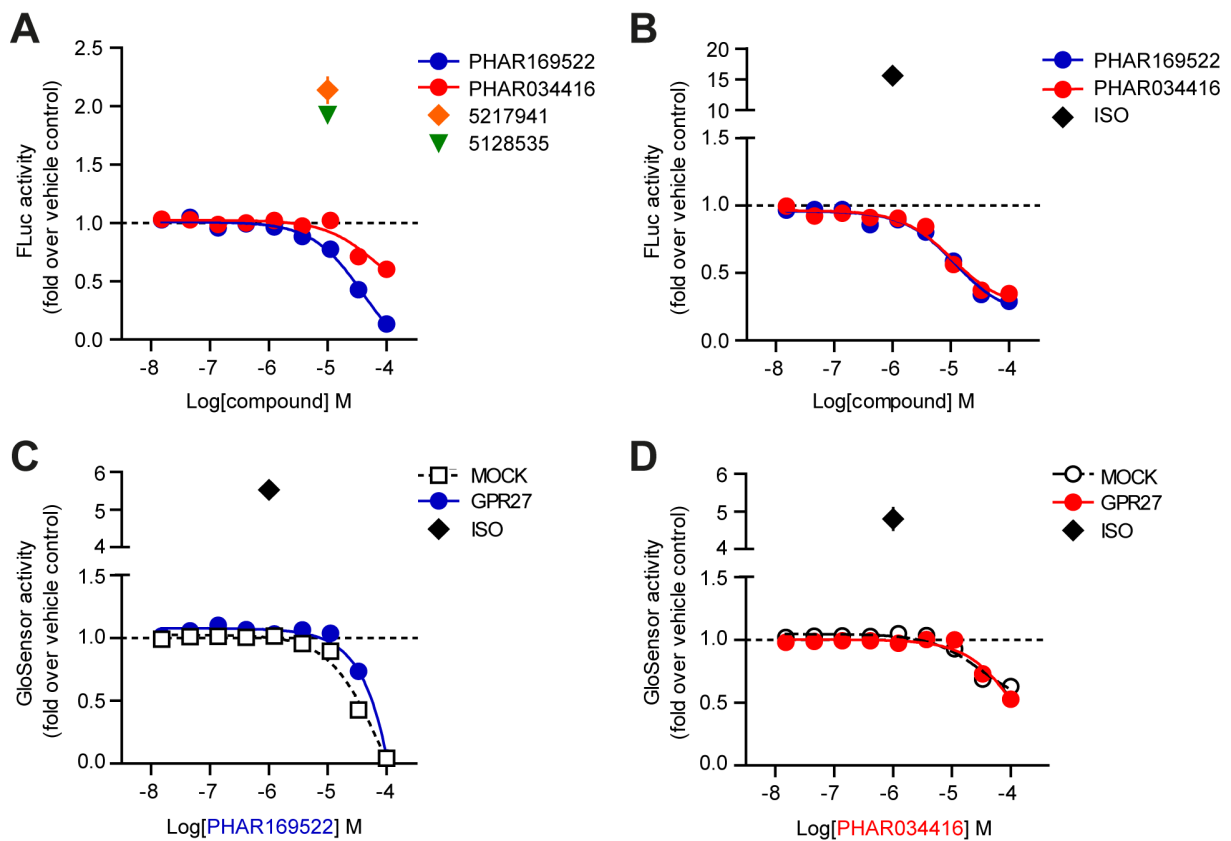 A
FLuc activity
(fold over vehicle control)
2.5
2.0
1.5
1.0
0.5
0.0
-8 -7 -6 -5 -4
Log[compound] M
PHAR169522
PHAR034416
5217941
5128535
B
FLuc activity
(fold over vehicle control)
20
15
10
1.5
1.0
0.5
0.0
-8 -7 -6 -5 -4
Log[compound] M
PHAR169522
PHAR034416
ISO
C
GloSensor activity
(fold over vehicle control)
6
5
4
1.5
1.0
0.5
0.0
-8 -7 -6 -5 -4
Log[PHAR169522] M
MOCK
GPR27
ISO
D
GloSensor activity
(fold over vehicle control)
6
5
4
1.5
1.0
0.5
0.0
-8 -7 -6 -5 -4
Log[PHAR034416] M
MOCK
GPR27
ISO